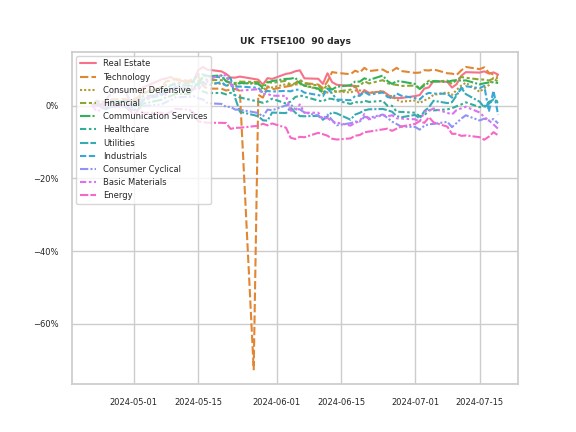 UK  FTSE100  90 days
Real Estate
Technology
Consumer Defensive
Financial
Communication Services
Healthcare
Utilities
Industrials
Consumer Cyclical
Basic Materials
Energy
0%
−20%
−40%
−60%
2024-05-01 2024-05-15 2024-06-01 2024-06-15 2024-07-01 2024-07-15